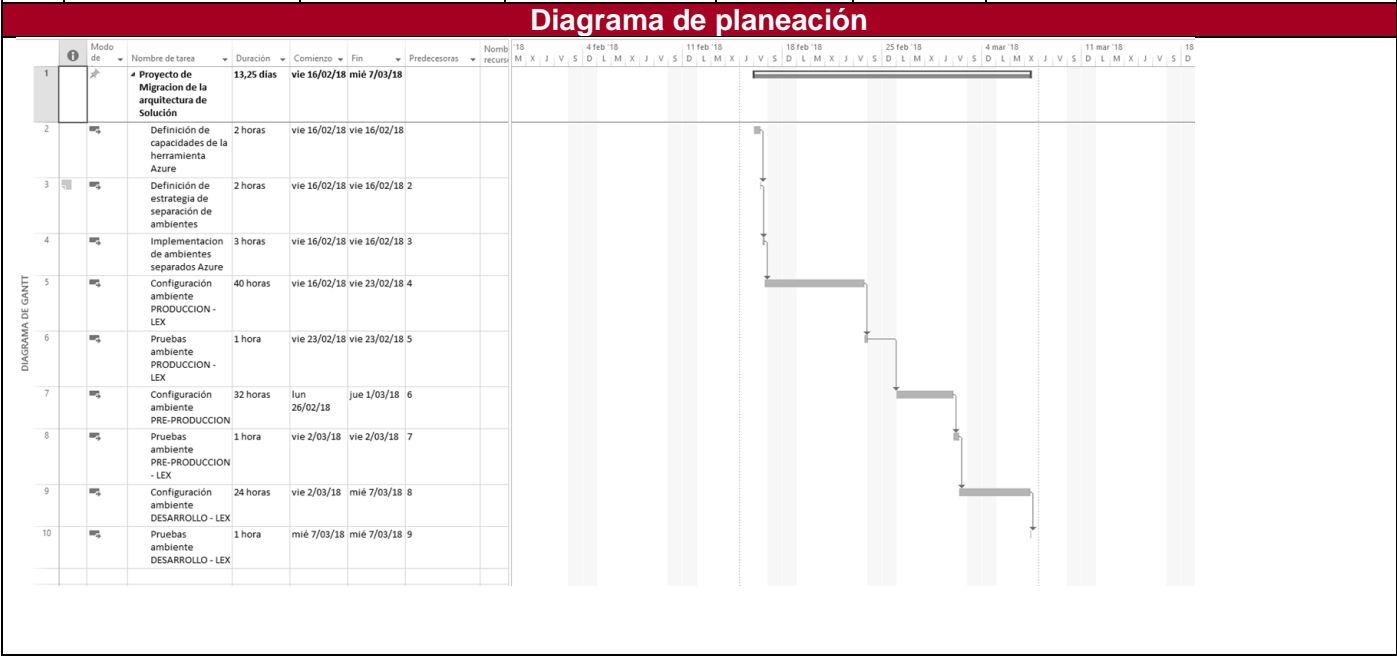 Diagrama de planeación
Modo de
Nombre de tarea
Duración
Comienzo
Fin
Predecesoras
Nomb
recurs
'18
4 feb '18
11 feb '18
18 feb '18
25 feb '18
4 mar '18
11 mar '18
18
M X J V S D L M X J V S D L M X J V S D L M X J V S D L M X J V S D L M X J V S D L M X J V S D
1
Proyecto de
Migracion de la
arquitectura de
Solución
13,25 días
vie 16/02/18
mié 7/03/18
2
Definición de
capacidades de la
herramienta
Azure
2 horas
vie 16/02/18
vie 16/02/18
3
Definición de
estrategia de
separación de
ambientes
2 horas
vie 16/02/18
vie 16/02/18
2
4
Implementacion
de ambientes
separados Azure
3 horas
vie 16/02/18
vie 16/02/18
3
5
Configuración
ambiente
PRODUCCION -
LEX
40 horas
vie 16/02/18
vie 23/02/18
4
6
Pruebas
ambiente
PRODUCCION -
LEX
1 hora
vie 23/02/18
vie 23/02/18
5
7
Configuración
ambiente
PRE-PRODUCCION
32 horas
lun
26/02/18
jue 1/03/18
6
8
Pruebas
ambiente
PRE-PRODUCCION
- LEX
1 hora
vie 2/03/18
vie 2/03/18
7
9
Configuración
ambiente
DESARROLLO - LEX
24 horas
vie 2/03/18
mié 7/03/18
8
10
Pruebas
ambiente
DESARROLLO - LEX
1 hora
mié 7/03/18
mié 7/03/18
9
DIAGRAMA DE GANTT